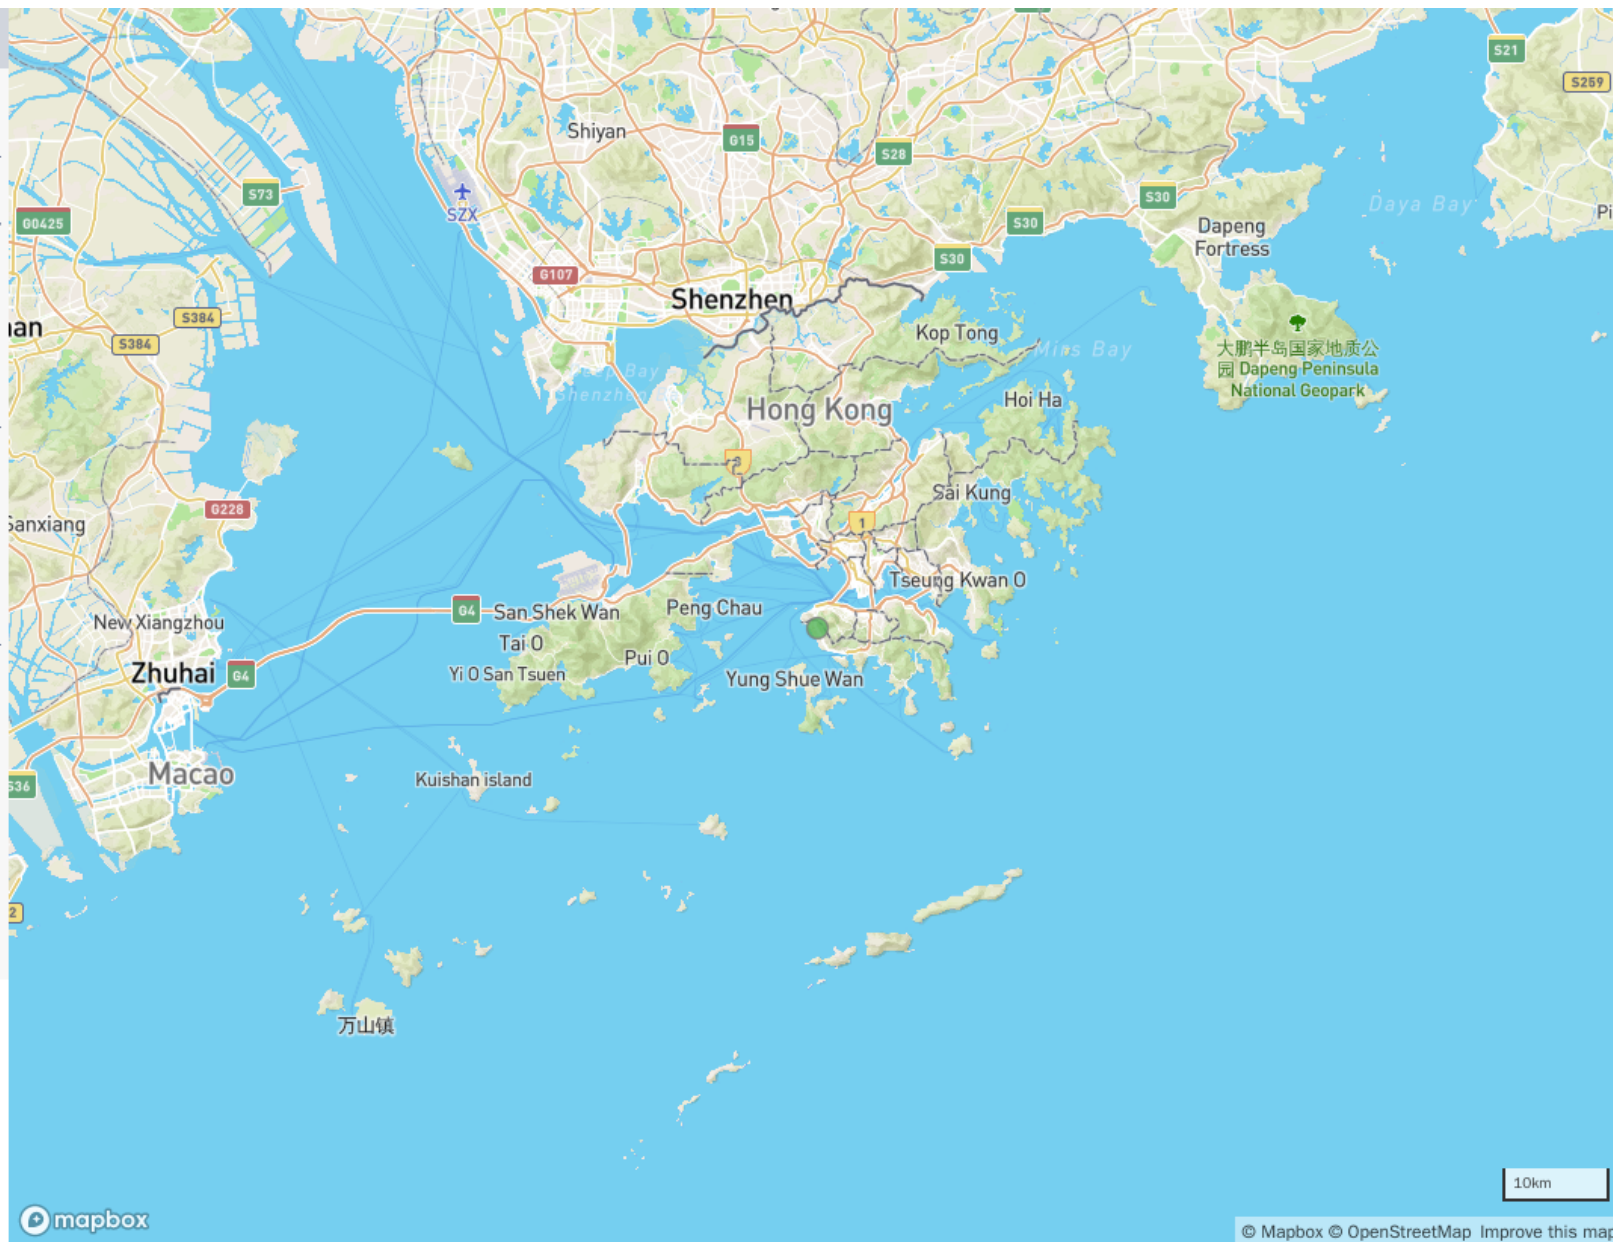 S21
S259
Shiyan
G15
S28
S73
SZX
G0425
S30
S30
S30
Daya Bay
Dapeng
Fortress
G107
Shenzhen
S384
S384
Kop Tong
Mirs Bay
大鹏半岛国家地质公
园 Dapeng Peninsula
National Geopark
Deep Bay
Hoi Ha
Hong Kong
Sai Kung
G228
Sanxiang
1
Tseung Kwan O
G4
San Shek Wan
Peng Chau
New Xiangzhou
Tai O
Pui O
Zhuhai
G4
Yi O San Tsuen
Yung Shue Wan
Macao
Kuishan island
S36
2
万山镇
10km
mapbox
© Mapbox © OpenStreetMap Improve this map